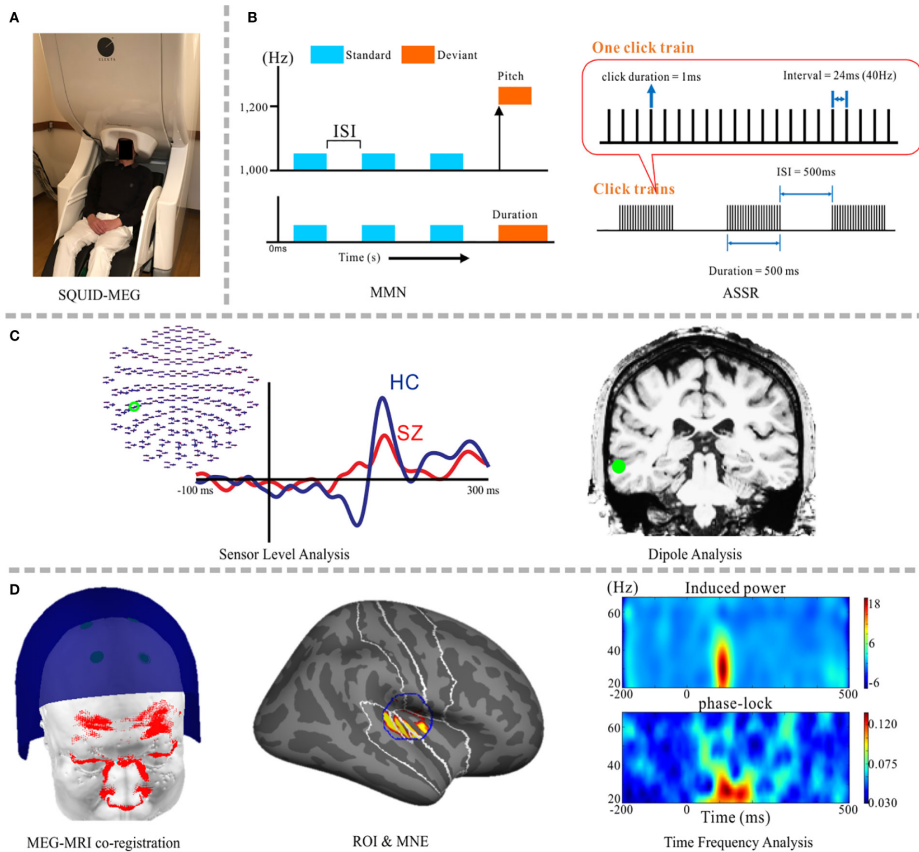 A
SQUID-MEG
B
(Hz)
Standard
Deviant
Pitch
1,200
ISI
1,000
Duration
0ms
Time (s)
MMN
One click train
click duration = 1ms
Interval = 24ms (40Hz)
ISI = 500ms
Click trains
Duration = 500 ms
ASSR
C
HC
SZ
-100 ms
300 ms
Sensor Level Analysis
Dipole Analysis
D
MEG-MRI co-registration
ROI & MNE
(Hz)
Induced power
60
40
20
-200
0
500
18
6
-6
phase-lock
60
40
20
-200
0
500
0.120
0.075
0.030
Time (ms)
Time Frequency Analysis